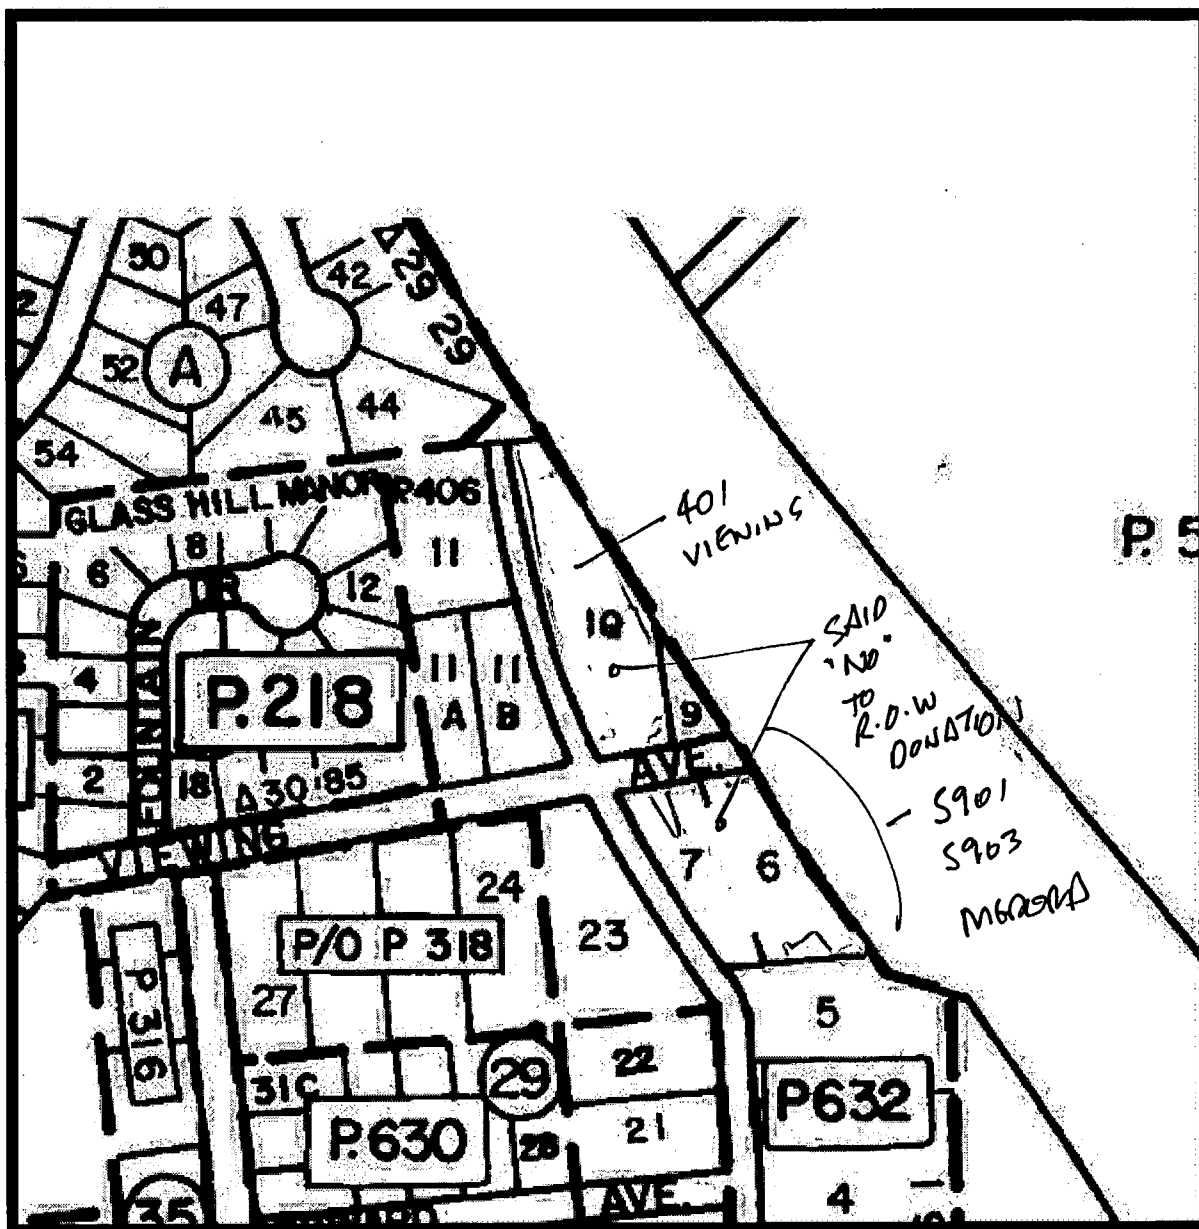 50
Δ 29
42
2
47
29
52
A
45
44
54
GLASS HILL MANOR
P406
401
VIEWING
8
11
6
DR
12
10
SAID
"NO"
TO
R.O.W
DONATION
4
11
A
11
B
P.218
9
FOUNTAIN
AVE.
2
18
Δ30'85
5901
5903
VIEWING
7
6
24
P/O P 318
23
P 316
27
5
29
22
31C
P632
P.630
21
28
AVE.
4
35